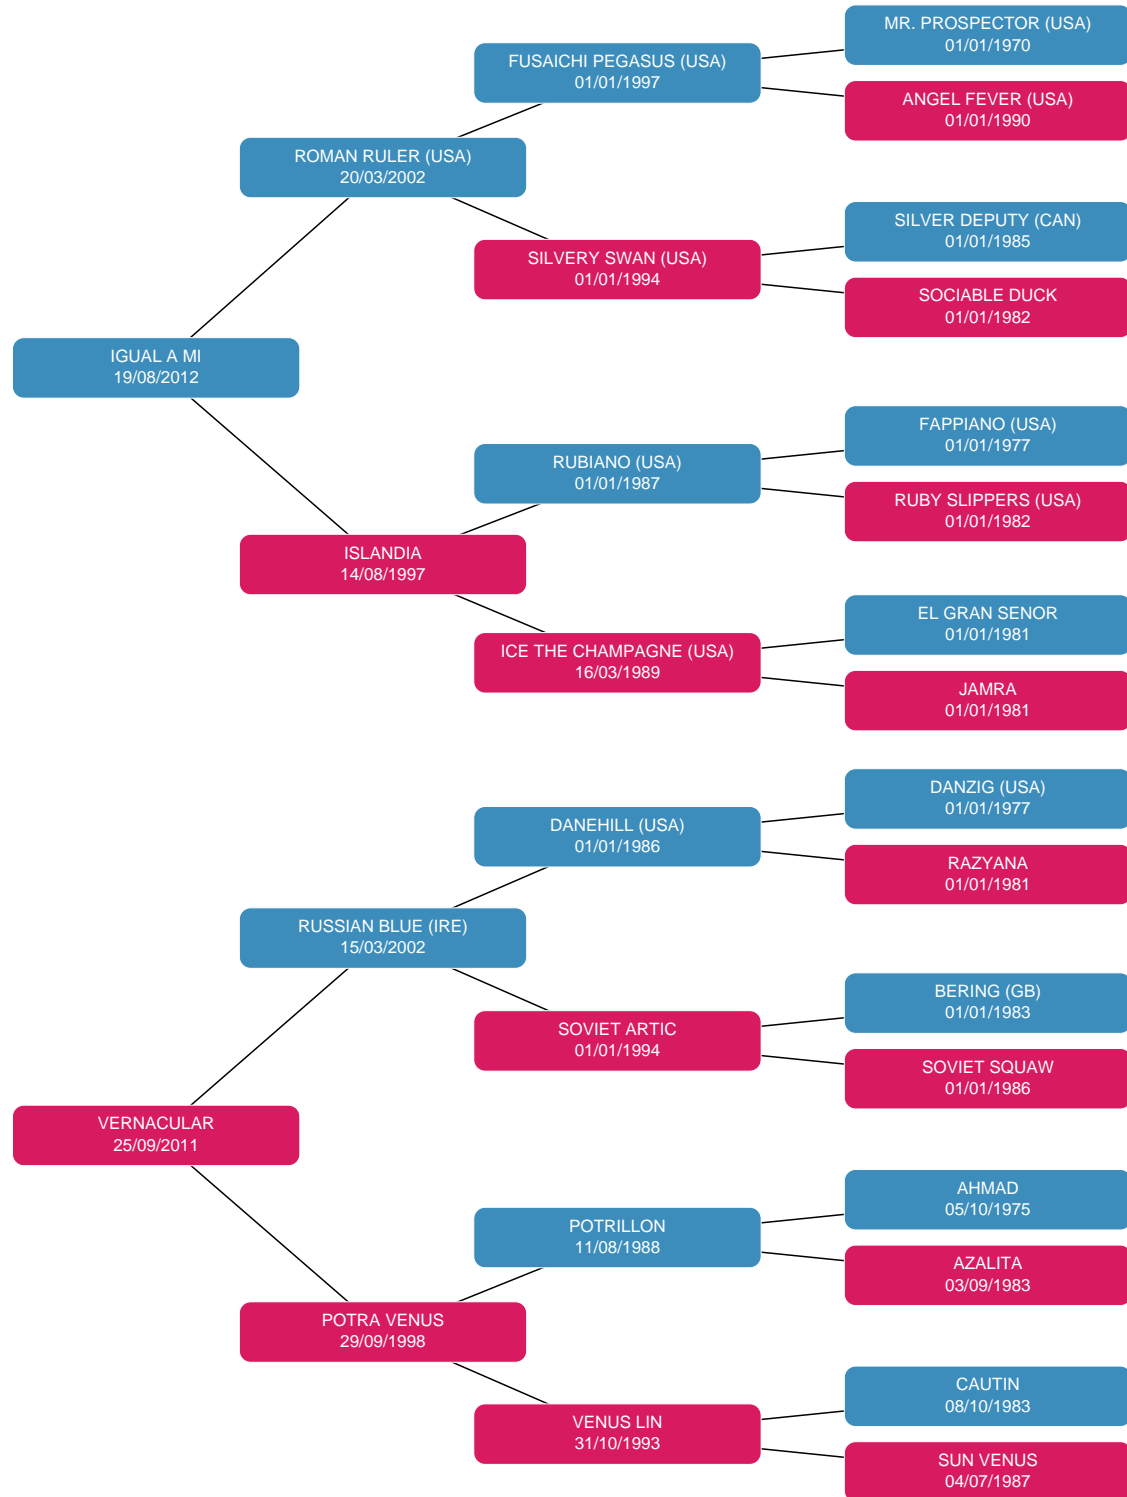 MR. PROSPECTOR (USA)
01/01/1970
FUSAICHI PEGASUS (USA)
01/01/1997
ANGEL FEVER (USA)
01/01/1990
ROMAN RULER (USA)
20/03/2002
SILVER DEPUTY (CAN)
01/01/1985
SILVERY SWAN (USA)
01/01/1994
SOCIABLE DUCK
01/01/1982
IGUAL A MI
19/08/2012
FAPPIANO (USA)
01/01/1977
RUBIANO (USA)
01/01/1987
RUBY SLIPPERS (USA)
01/01/1982
ISLANDIA
14/08/1997
EL GRAN SENOR
01/01/1981
ICE THE CHAMPAGNE (USA)
16/03/1989
JAMRA
01/01/1981
DANZIG (USA)
01/01/1977
DANEHILL (USA)
01/01/1986
RAZYANA
01/01/1981
RUSSIAN BLUE (IRE)
15/03/2002
BERING (GB)
01/01/1983
SOVIET ARTIC
01/01/1994
SOVIET SQUAW
01/01/1986
VERNACULAR
25/09/2011
AHMAD
05/10/1975
POTRILLON
11/08/1988
AZALITA
03/09/1983
POTRA VENUS
29/09/1998
CAUTIN
08/10/1983
VENUS LIN
31/10/1993
SUN VENUS
04/07/1987